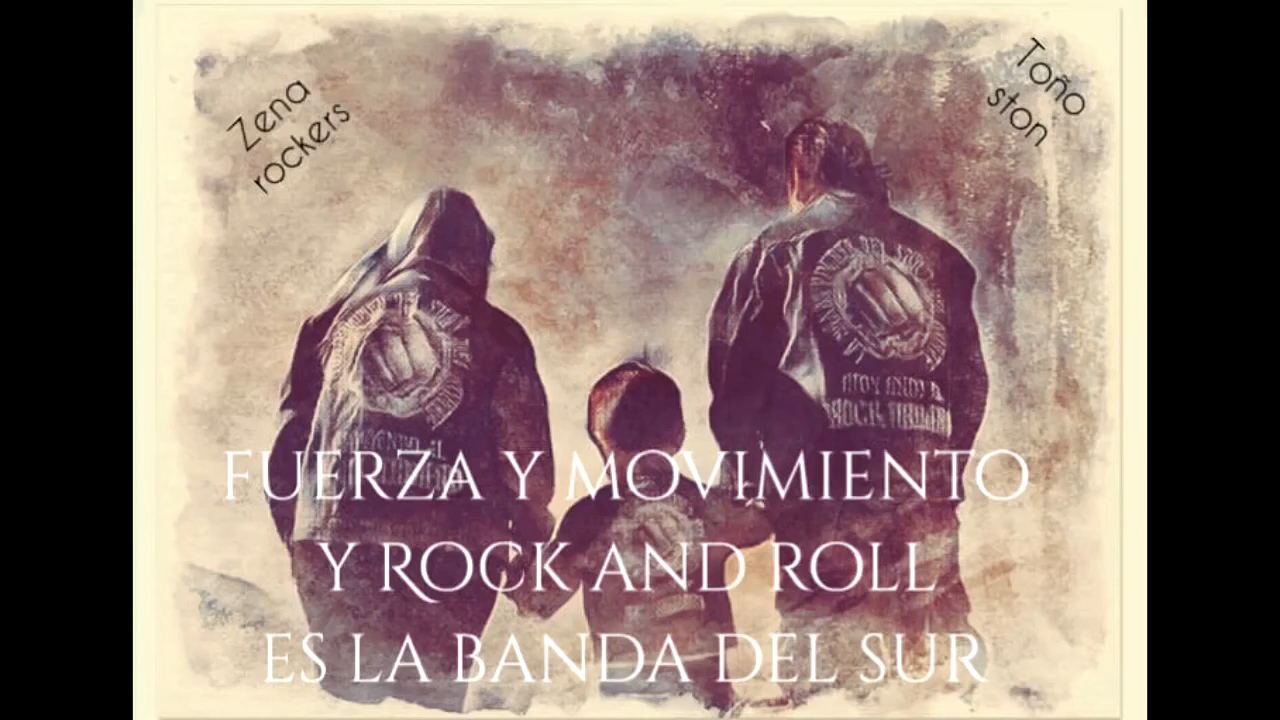 Zena
rockers
Toño
ston
FUERZA Y MOVIMIENTO
Y ROCK AND ROLL
ES LA BANDA DEL SUR